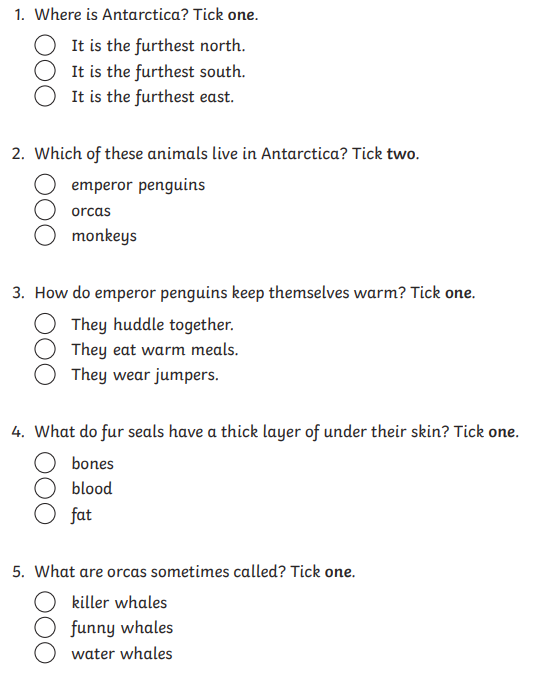 1. Where is Antarctica? Tick one.
It is the furthest north.
It is the furthest south.
It is the furthest east.
2. Which of these animals live in Antarctica? Tick two.
emperor penguins
orcas
monkeys
3. How do emperor penguins keep themselves warm? Tick one.
They huddle together.
They eat warm meals.
They wear jumpers.
4. What do fur seals have a thick layer of under their skin? Tick one.
bones
blood
fat
5. What are orcas sometimes called? Tick one.
killer whales
funny whales
water whales